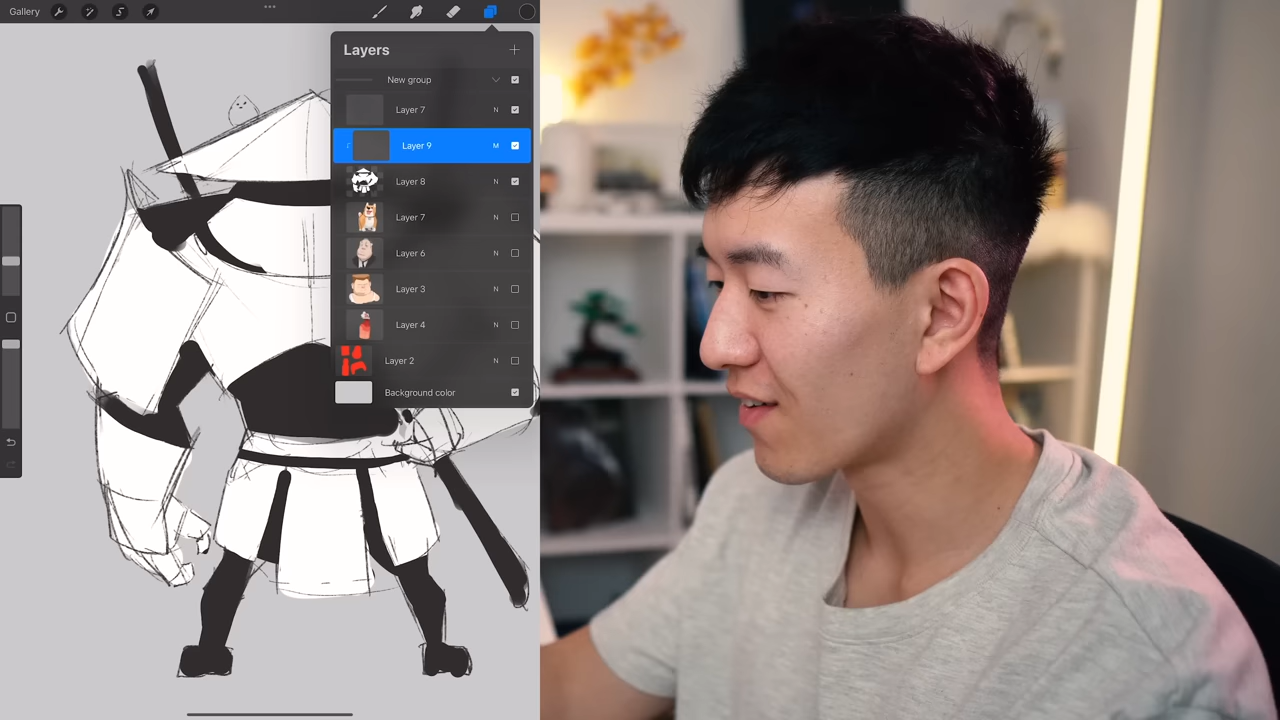 Gallery
Layers
New group
Layer 7 N
Layer 9 M
Layer 8 N
Layer 7 N
Layer 6 N
Layer 3 N
Layer 4 N
Layer 2 N
Background color